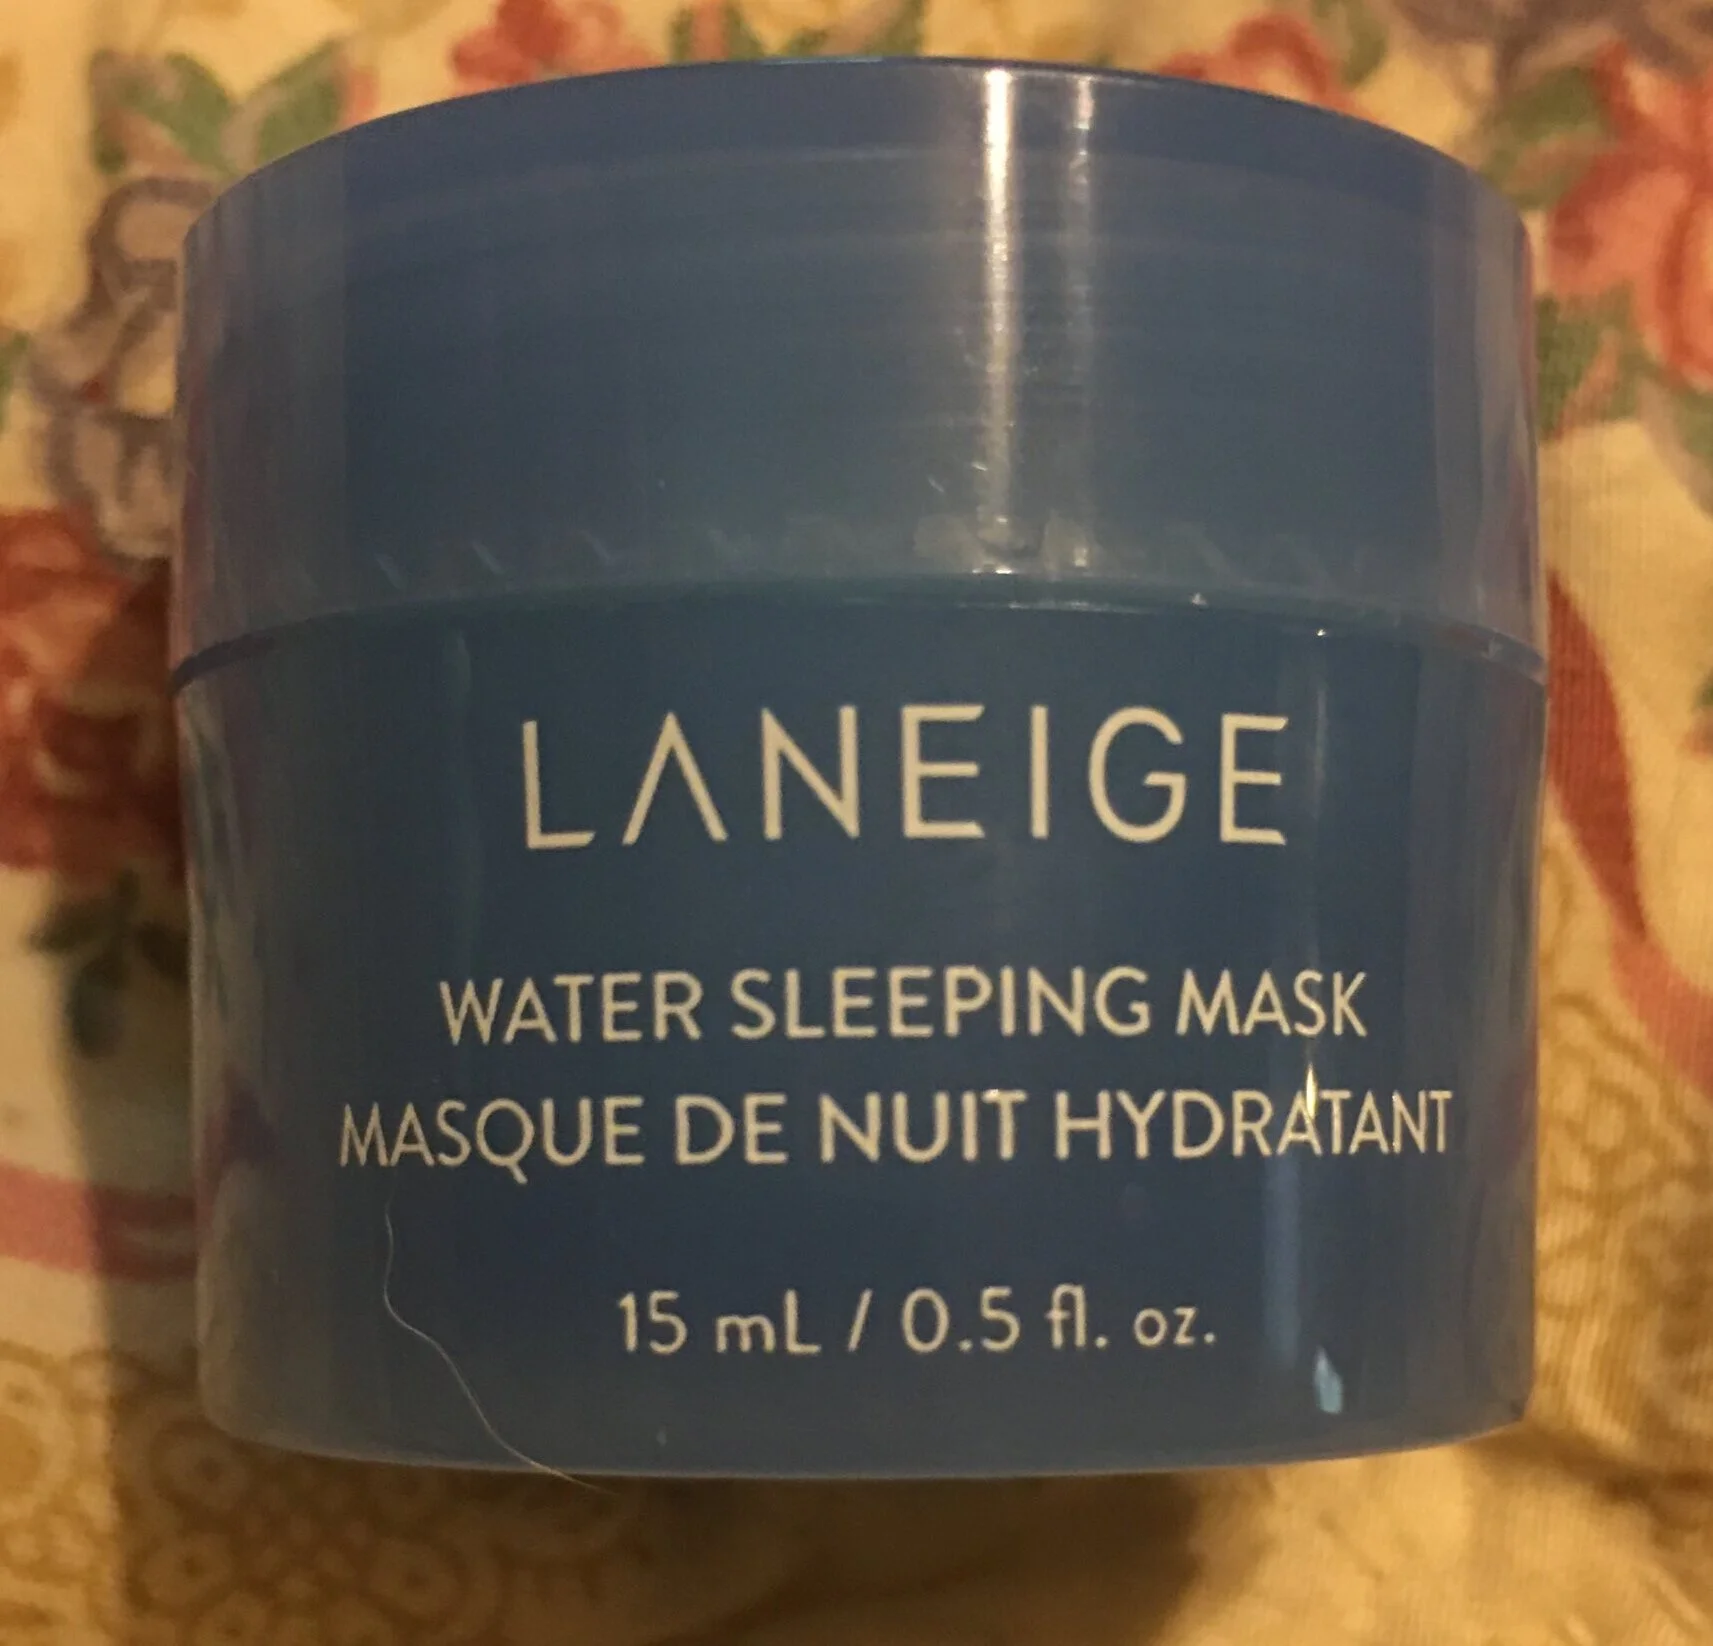 LANEIGE
WATER SLEEPING MASK
MASQUE DE NUIT HYDRATANT
15 mL / 0.5 fl. oz.